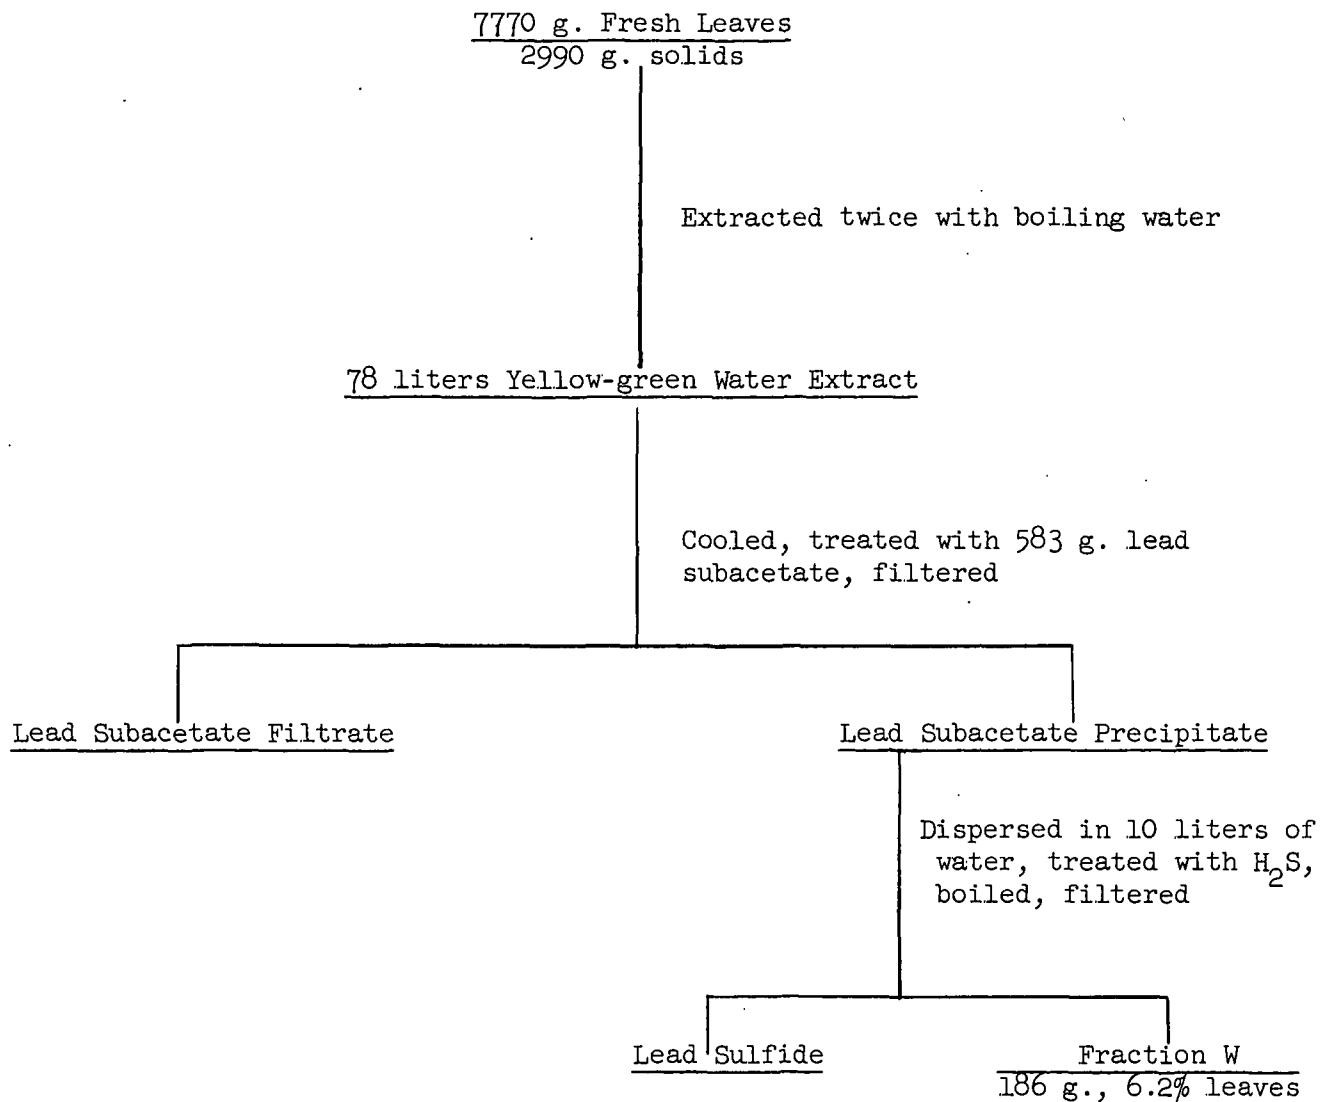 7770 g. Fresh Leaves
2990 g. solids
Extracted twice with boiling water
78 liters Yellow-green Water Extract
Cooled, treated with 583 g. lead
subacetate, filtered
Lead Subacetate Filtrate
Lead Subacetate Precipitate
Dispersed in 10 liters of
water, treated with H₂S,
boiled, filtered
Lead Sulfide
Fraction W
186 g., 6.2% leaves